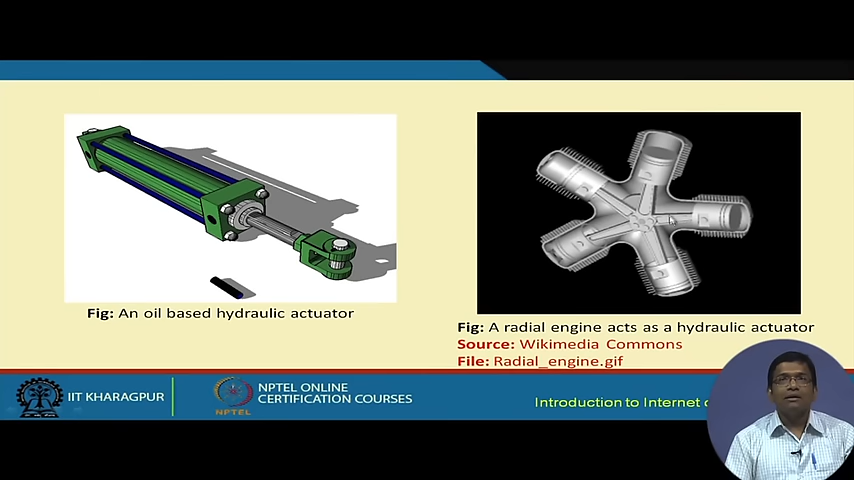 Fig: An oil based hydraulic actuator
Fig: A radial engine acts as a hydraulic actuator
Source: Wikimedia Commons
File: Radial_engine.gif
IIT KHARAGPUR
NPTEL
NPTEL ONLINE
CERTIFICATION COURSES
Introduction to Internet